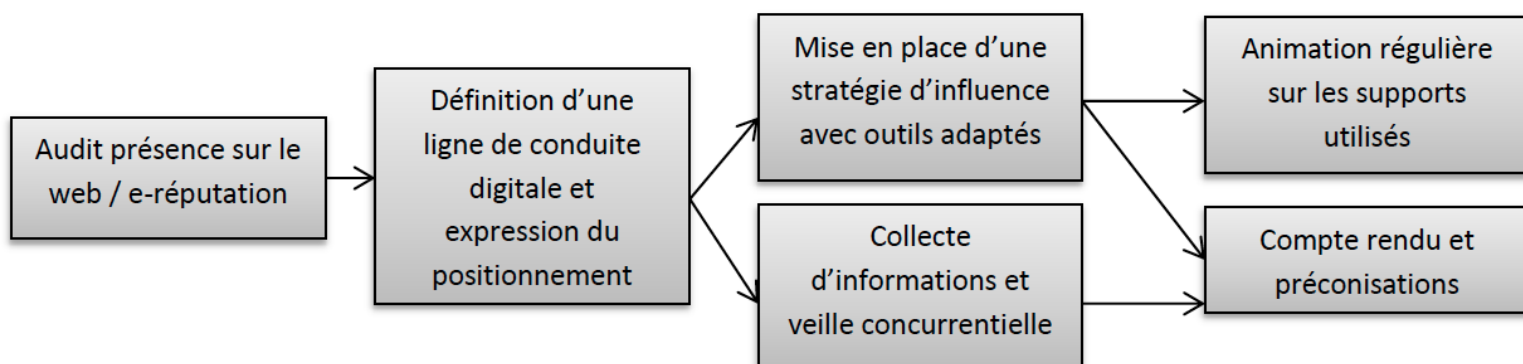 Audit présence sur le
web / e-réputation
Définition d’une
ligne de conduite
digitale et
expression du
positionnement
Mise en place d’une
stratégie d’influence
avec outils adaptés
Collecte
d’informations et
veille concurrentielle
Animation régulière
sur les supports
utilisés
Compte rendu et
préconisations